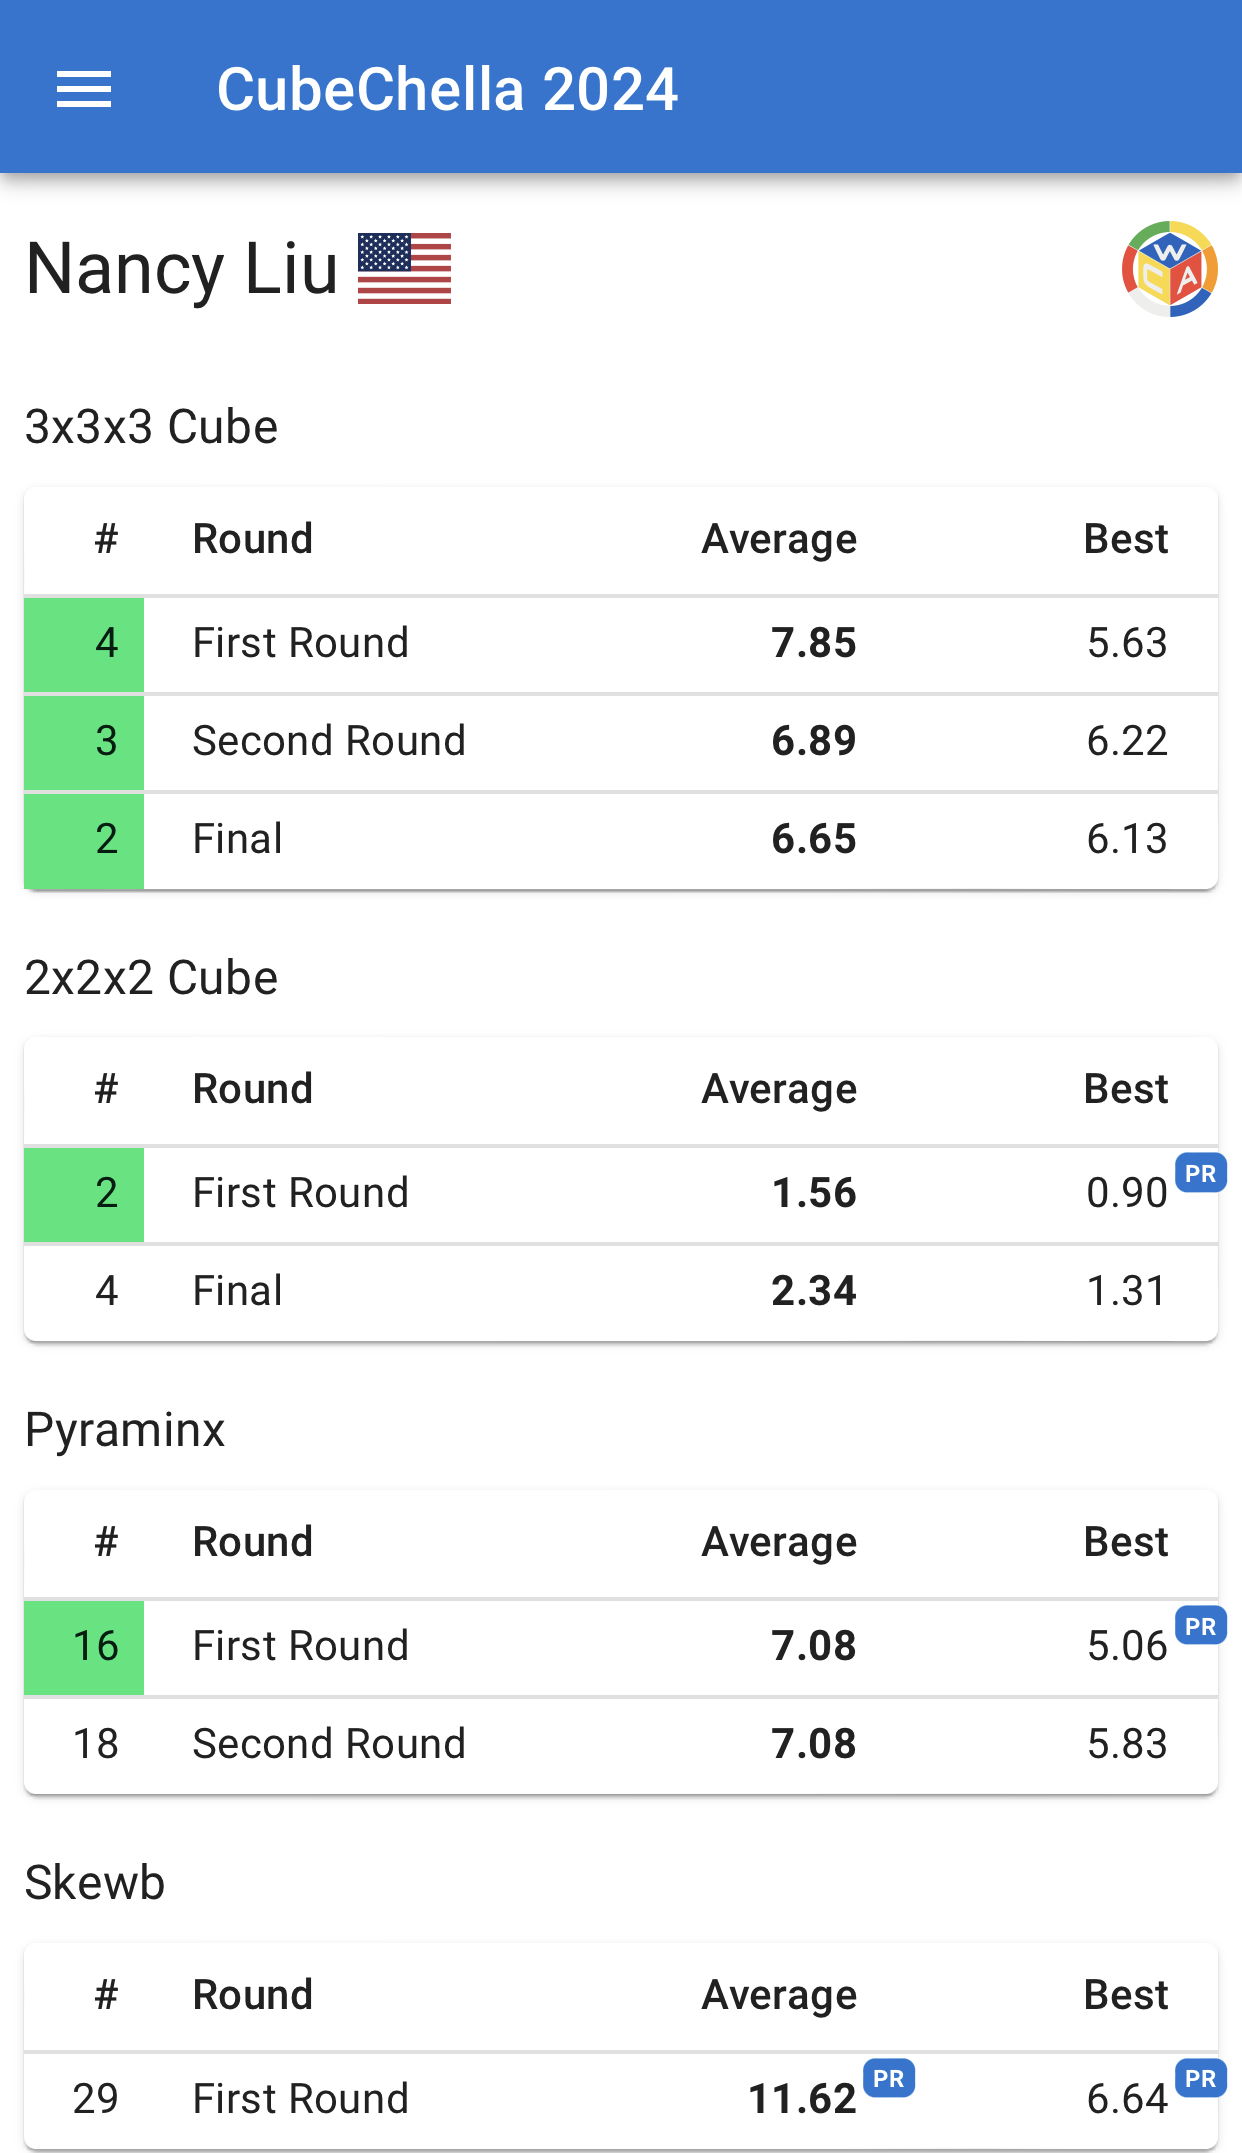 CubeChella 2024
Nancy Liu
W
C A
3x3x3 Cube
# Round Average Best
4 First Round 7.85 5.63
3 Second Round 6.89 6.22
2 Final 6.65 6.13
2x2x2 Cube
# Round Average Best
2 First Round 1.56 0.90 PR
4 Final 2.34 1.31
Pyraminx
# Round Average Best
16 First Round 7.08 5.06 PR
18 Second Round 7.08 5.83
Skewb
# Round Average Best
29 First Round 11.62 PR 6.64 PR